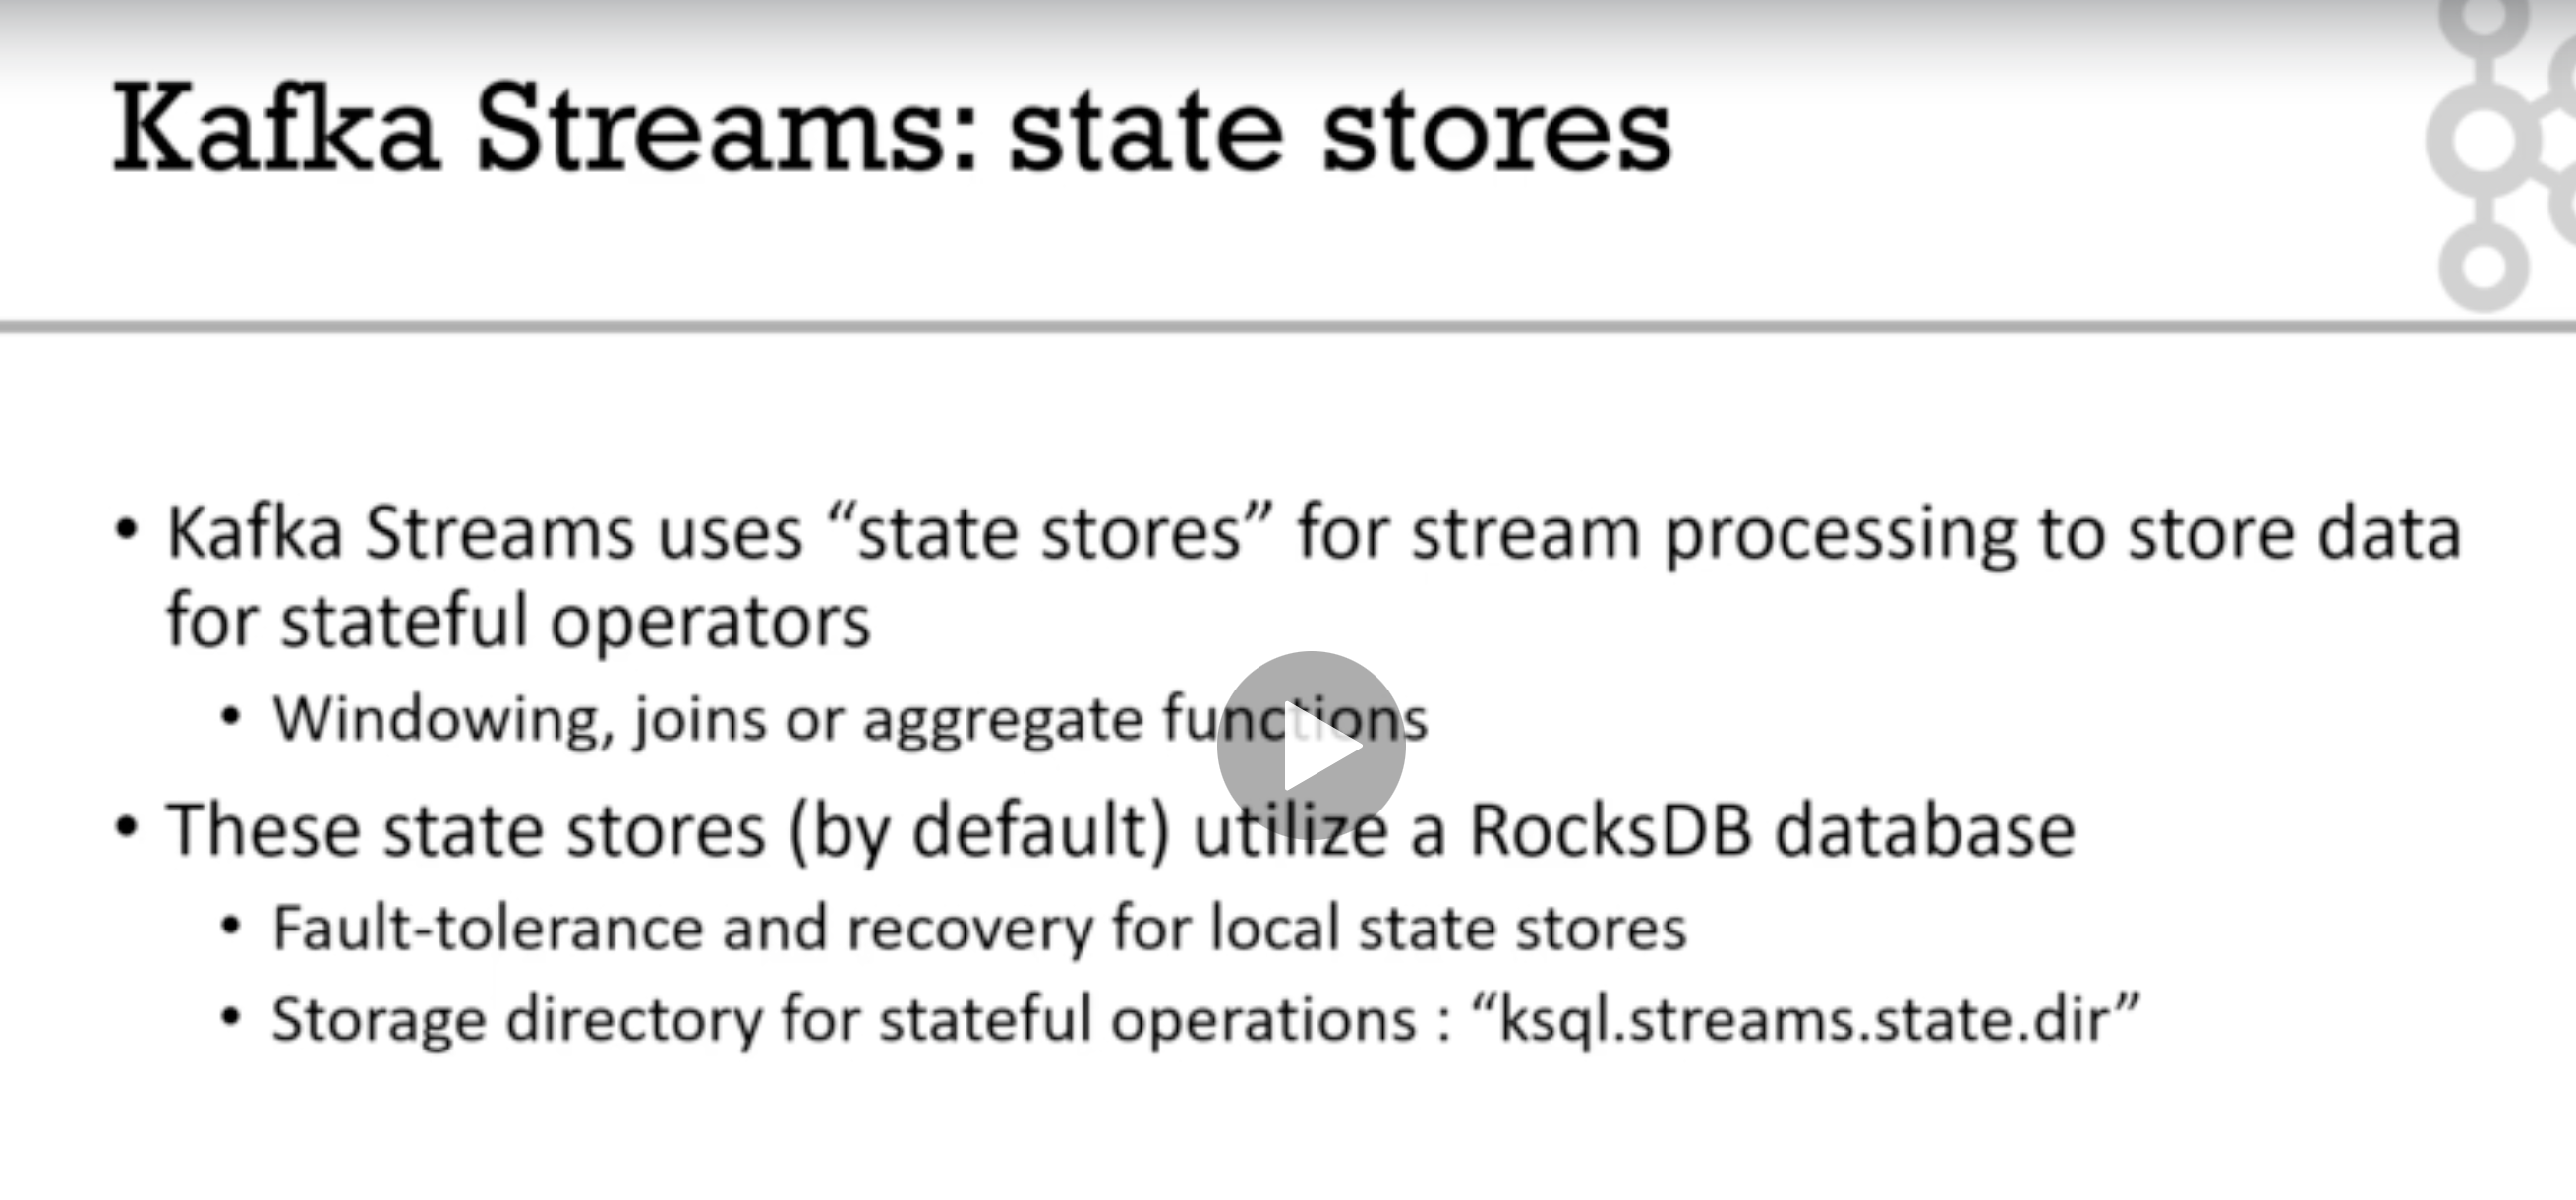 Kafka Streams: state stores
• Kafka Streams uses “state stores” for stream processing to store data
for stateful operators
• Windowing, joins or aggregate functions
• These state stores (by default) utilize a RocksDB database
• Fault-tolerance and recovery for local state stores
• Storage directory for stateful operations : “ksql.streams.state.dir”